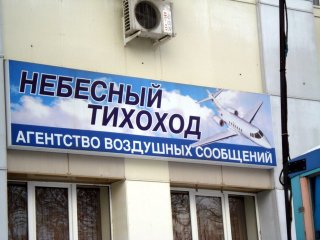 НЕБЕСНЫЙ
ТИХОХОД
АГЕНТСТВО ВОЗДУШНЫХ СООБЩЕНИЙ